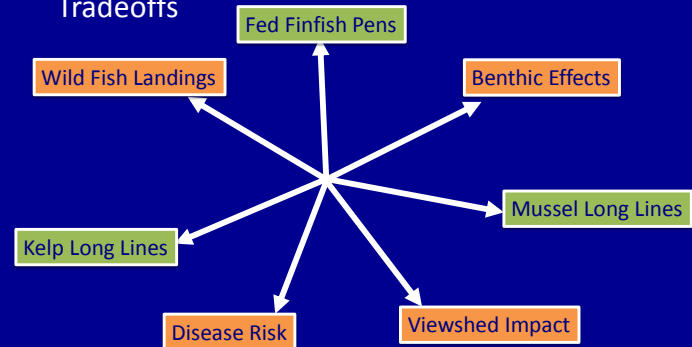 Tradeoffs
Fed Finfish Pens
Wild Fish Landings
Benthic Effects
Mussel Long Lines
Kelp Long Lines
Viewshed Impact
Disease Risk